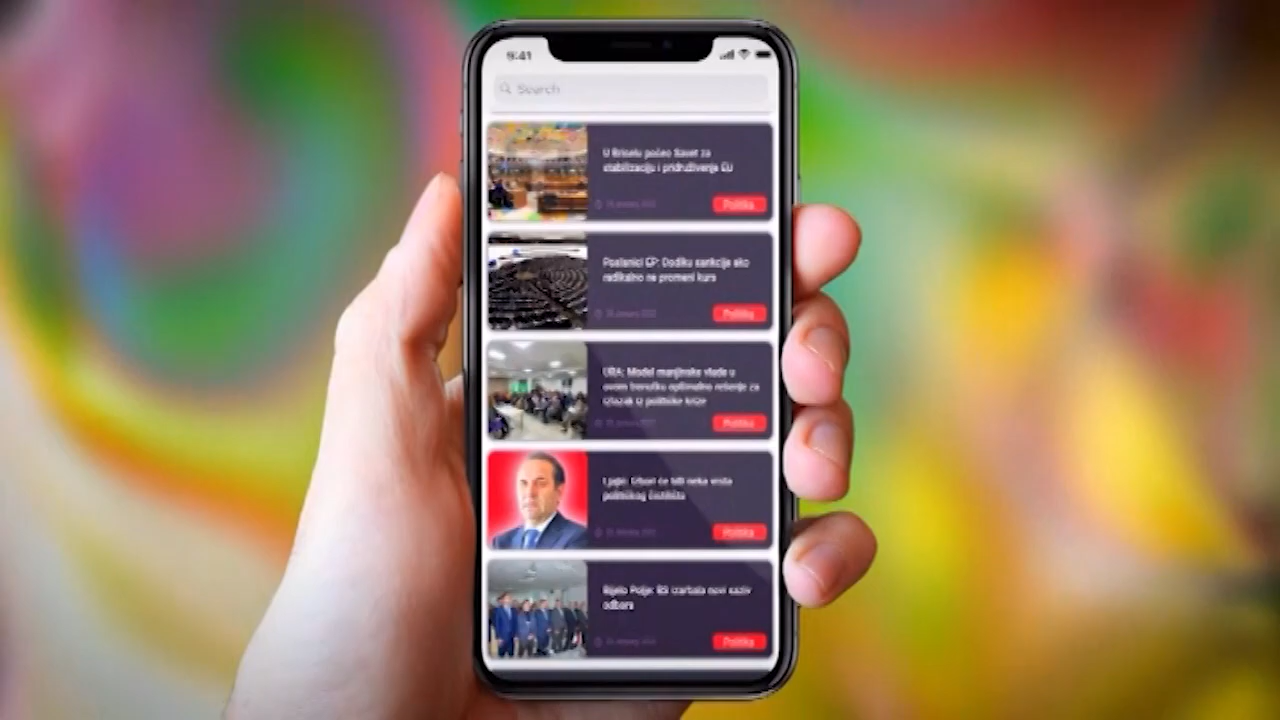 9:41
Search
U Briselu počeo Savet za
stabilizaciju i pridruživanje EU
Politika
Poslanici EP: Dodiku sankcije ako
radikalno ne promeni kurs
Politika
URA: Model manjinske vlade u
ovom trenutku optimalno rešenje za
izlazak iz političke krize
Politika
Ljajić: Izbori će biti neka vrsta
političkog čistilišta
Politika
Bijelo Polje: BS izabrala novi saziv
odbora
Politika